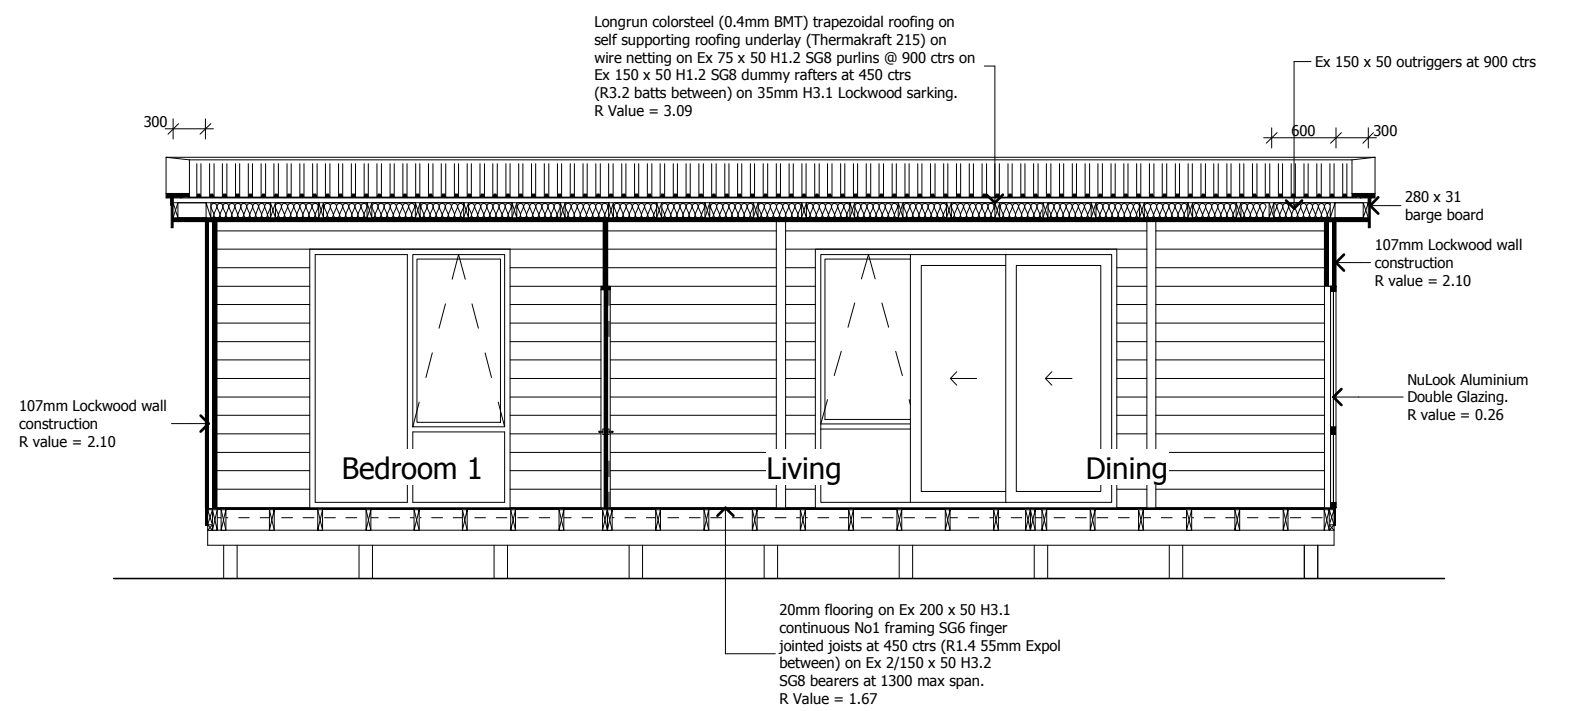 Longrun colorsteel (0.4mm BMT) trapezoidal roofing on
self supporting roofing underlay (Thermakraft 215) on
wire netting on Ex 75 x 50 H1.2 SG8 purlins @ 900 ctrs on
Ex 150 x 50 H1.2 SG8 dummy rafters at 450 ctrs
(R3.2 batts between) on 35mm H3.1 Lockwood sarking.
R Value = 3.09
Ex 150 x 50 outriggers at 900 ctrs
300
600
300
280 x 31
barge board
107mm Lockwood wall
construction
R value = 2.10
NuLook Aluminium
Double Glazing.
R value = 0.26
107mm Lockwood wall
construction
R value = 2.10
Bedroom 1
Living
Dining
20mm flooring on Ex 200 x 50 H3.1
continuous No1 framing SG6 finger
jointed joists at 450 ctrs (R1.4 55mm Expol
between) on Ex 2/150 x 50 H3.2
SG8 bearers at 1300 max span.
R Value = 1.67